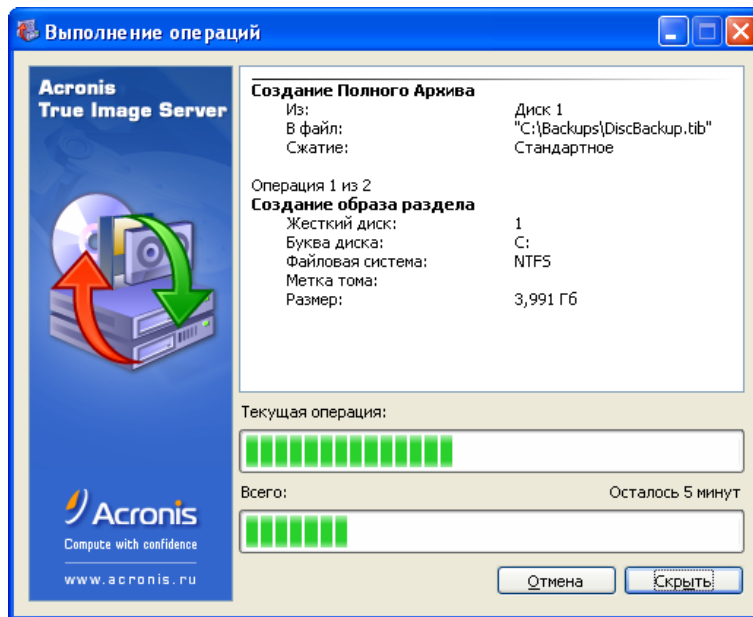 Выполнение операций
Acronis
True Image Server
Создание Полного Архива
Из: Диск 1
В файл: "C:\Backups\DiscBackup.tib"
Сжатие: Стандартное
Операция 1 из 2
Создание образа раздела
Жесткий диск: 1
Буква диска: C:
Файловая система: NTFS
Метка тома:
Размер: 3,991 Гб
Текущая операция:
Всего: Осталось 5 минут
Acronis
Compute with confidence
www.acronis.ru
Отмена Скрыть